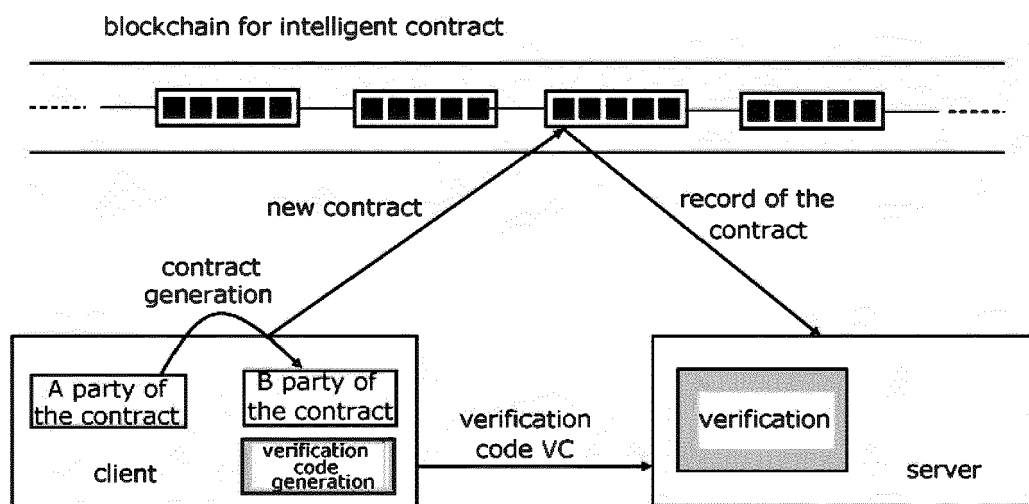 blockchain for intelligent contract
new contract
record of the
contract
contract
generation
A party of
the contract
B party of
the contract
verification
code
generation
client
verification
code VC
verification
server